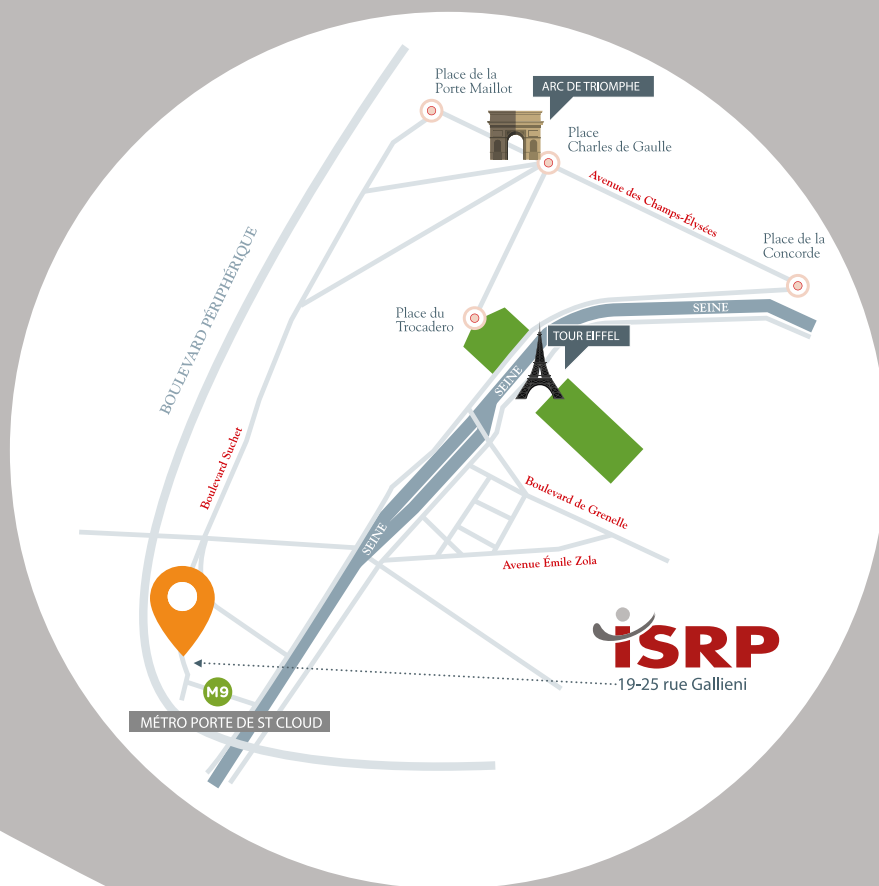 Place de la
Porte Maillot
ARC DE TRIOMPHE
Place
Charles de Gaulle
Avenue des Champs-Élysées
Place de la
Concorde
BOULEVARD PÉRIPHÉRIQUE
Place du
Trocadero
SEINE
TOUR EIFFEL
SEINE
Boulevard Suchet
Boulevard de Grenelle
SEINE
Avenue Émile Zola
iSRP
19-25 rue Gallieni
M9
MÉTRO PORTE DE ST CLOUD